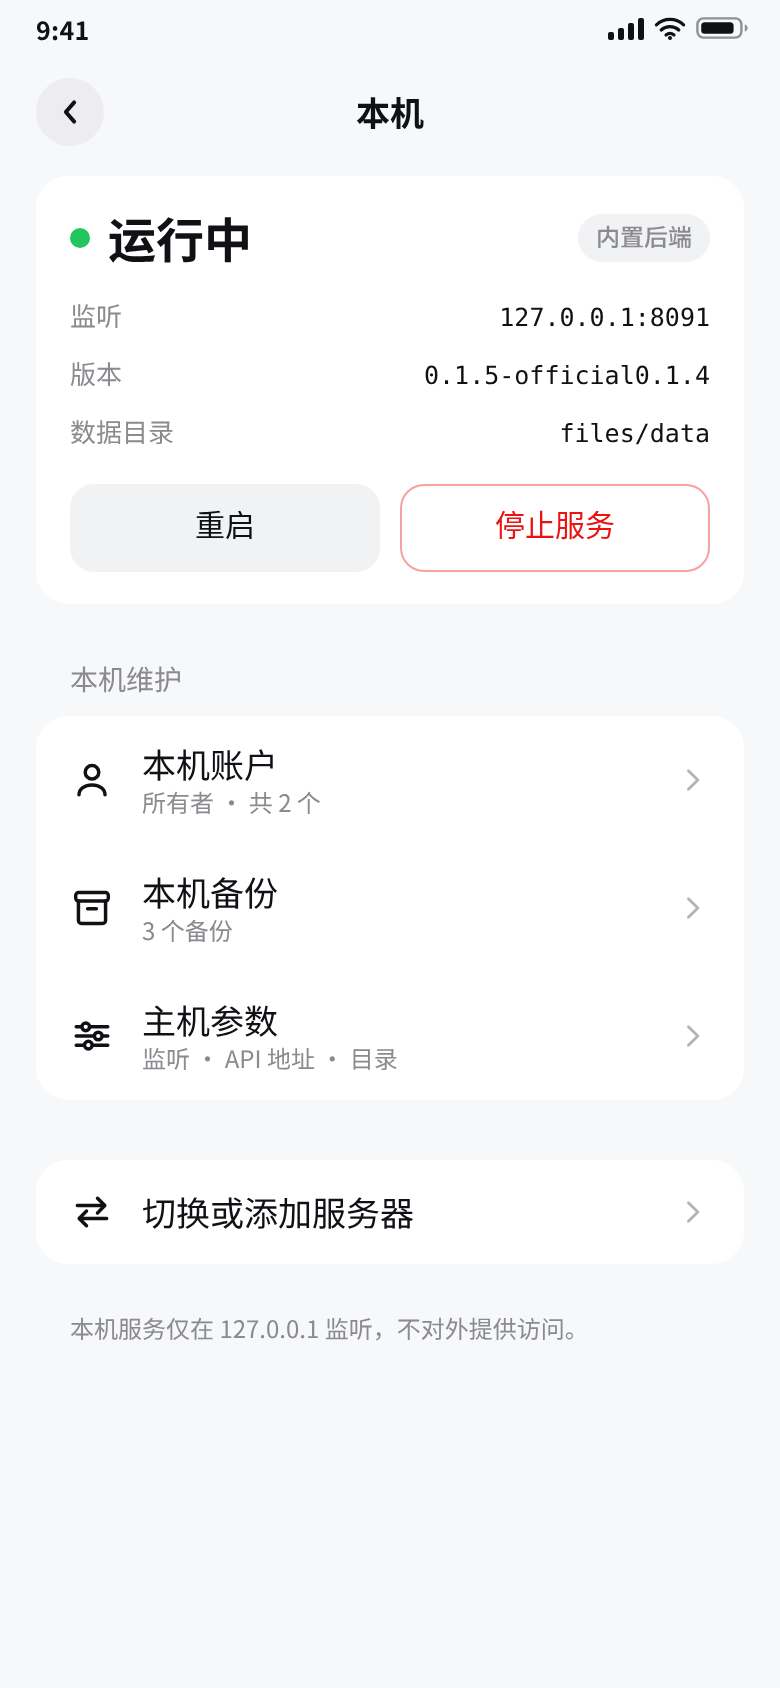 9:41
本机
运行中
内置后端
监听
127.0.0.1:8091
版本
0.1.5-official0.1.4
数据目录
files/data
重启
停止服务
本机维护
本机账户
所有者 · 共 2 个
本机备份
3 个备份
主机参数
监听 · API 地址 · 目录
切换或添加服务器
本机服务仅在 127.0.0.1 监听，不对外提供访问。